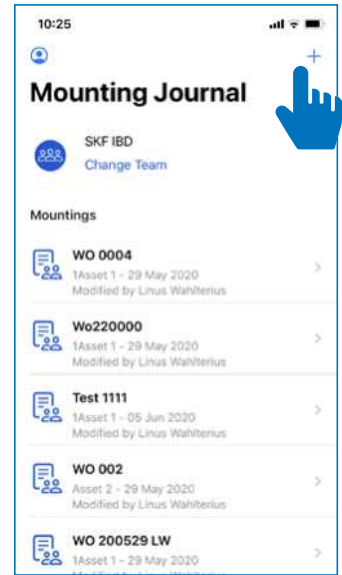 10:25
Mounting Journal
SKF IBD
Change Team
Mountings
WO 0004
1Asset 1 - 29 May 2020
Modified by Linus Wahlterius
Wo220000
1Asset 1 - 29 May 2020
Modified by Linus Wahlterius
Test 1111
1Asset 1 - 05 Jun 2020
Modified by Linus Wahlterius
WO 002
Asset 2 - 29 May 2020
Modified by Linus Wahlterius
WO 200529 LW
1Asset 1 - 29 May 2020